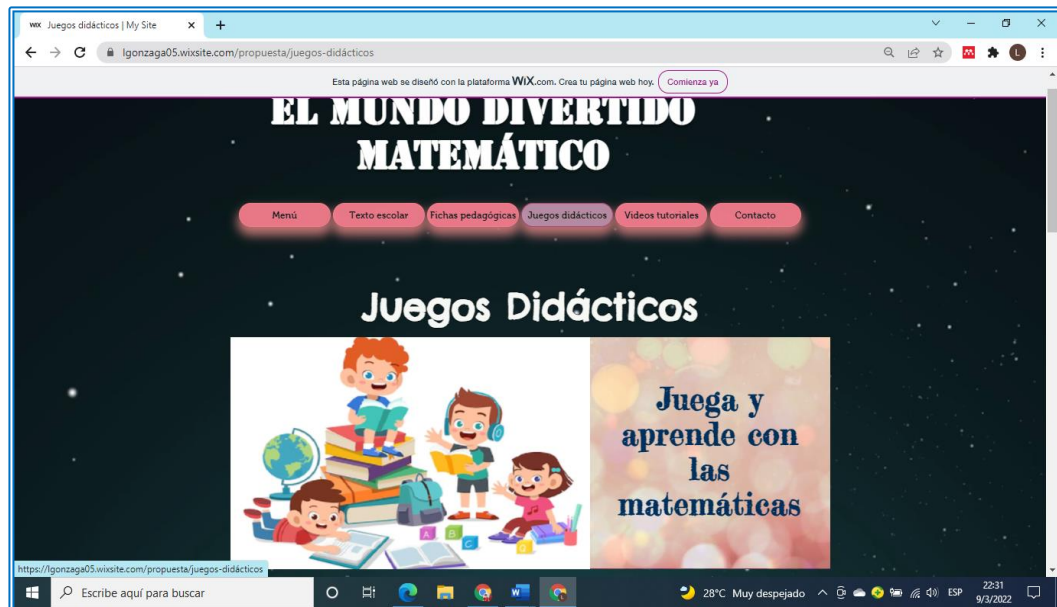 WIX Juegos didácticos | My Site
lgonzaga05.wixsite.com/propuesta/juegos-didácticos
L
Esta página web se diseñó con la plataforma WiX.com. Crea tu página web hoy. Comienza ya
EL MUNDO DIVERTIDO
MATEMÁTICO
Menú Texto escolar Fichas pedagógicas Juegos didácticos Videos tutoriales Contacto
Juegos Didácticos
Juega y
aprende con
las
matemáticas
A B C
https://lgonzaga05.wixsite.com/propuesta/juegos-didácticos
Escribe aquí para buscar
28°C Muy despejado
ESP
22:31
9/3/2022